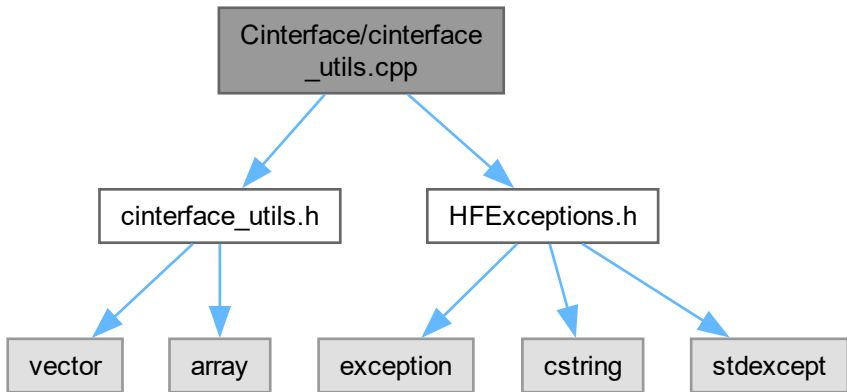 Cinterface/cinterface
_utils.cpp
cinterface_utils.h
HFExceptions.h
vector
array
exception
cstring
stdexcept